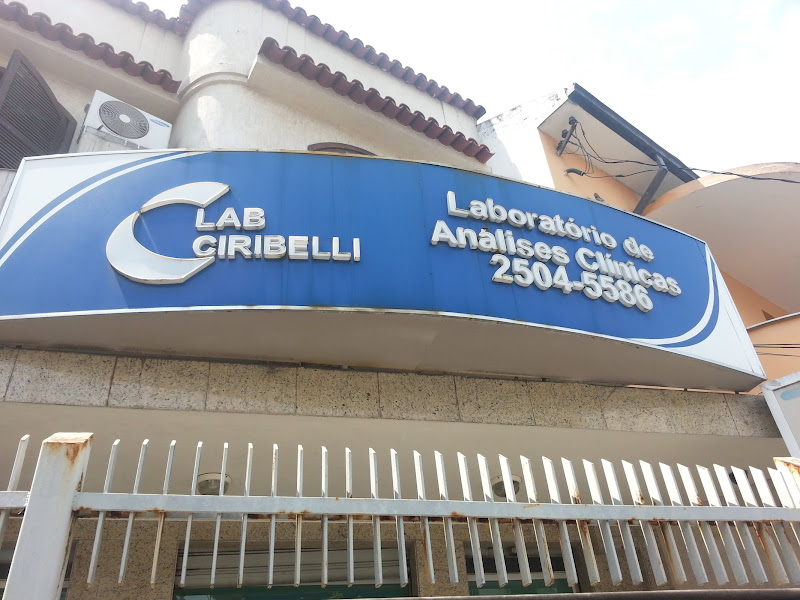 LAB
CIRIBELLI
Laboratório de
Análises Clínicas
2504-5586